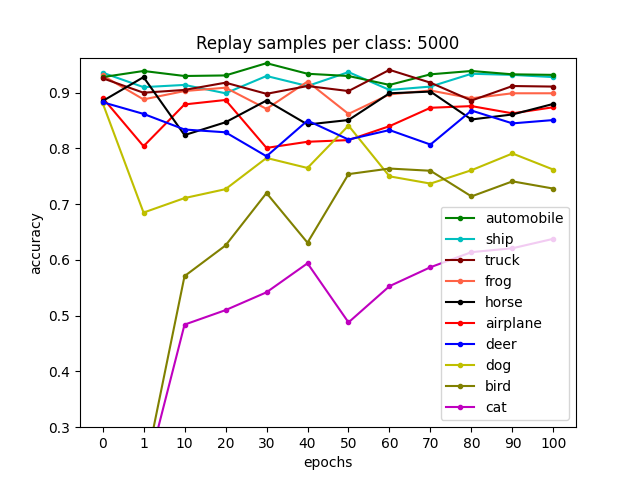 Replay samples per class: 5000
accuracy
0.9
0.8
0.7
0.6
0.5
0.4
0.3
automobile
ship
truck
frog
horse
airplane
deer
dog
bird
cat
0 1 10 20 30 40 50 60 70 80 90 100
epochs